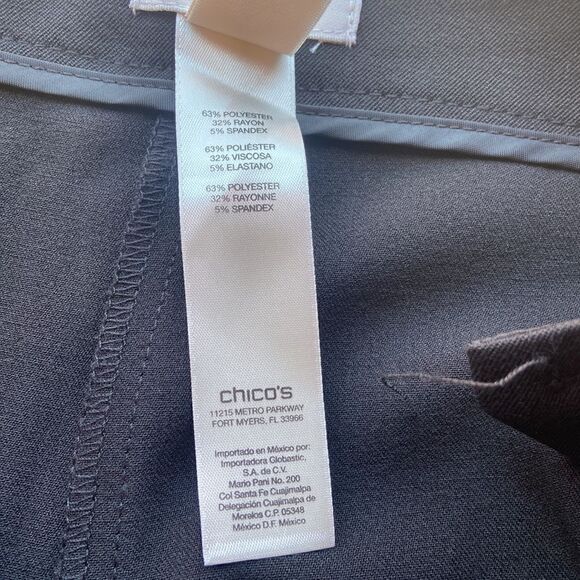 63% POLYESTER
32% RAYON
5% SPANDEX
63% POLIÉSTER
32% VISCOSA
5% ELASTANO
63% POLYESTER
32% RAYONNE
5% SPANDEX
chico's
11215 METRO PARKWAY
FORT MYERS, FL 33966
Importado en México por:
Importadora Globastic,
S.A. de C.V.
Mario Pani No. 200
Col Santa Fe Cuajimalpa
Delegación Cuajimalpa de
Morelos C.P. 05348
México D.F. México